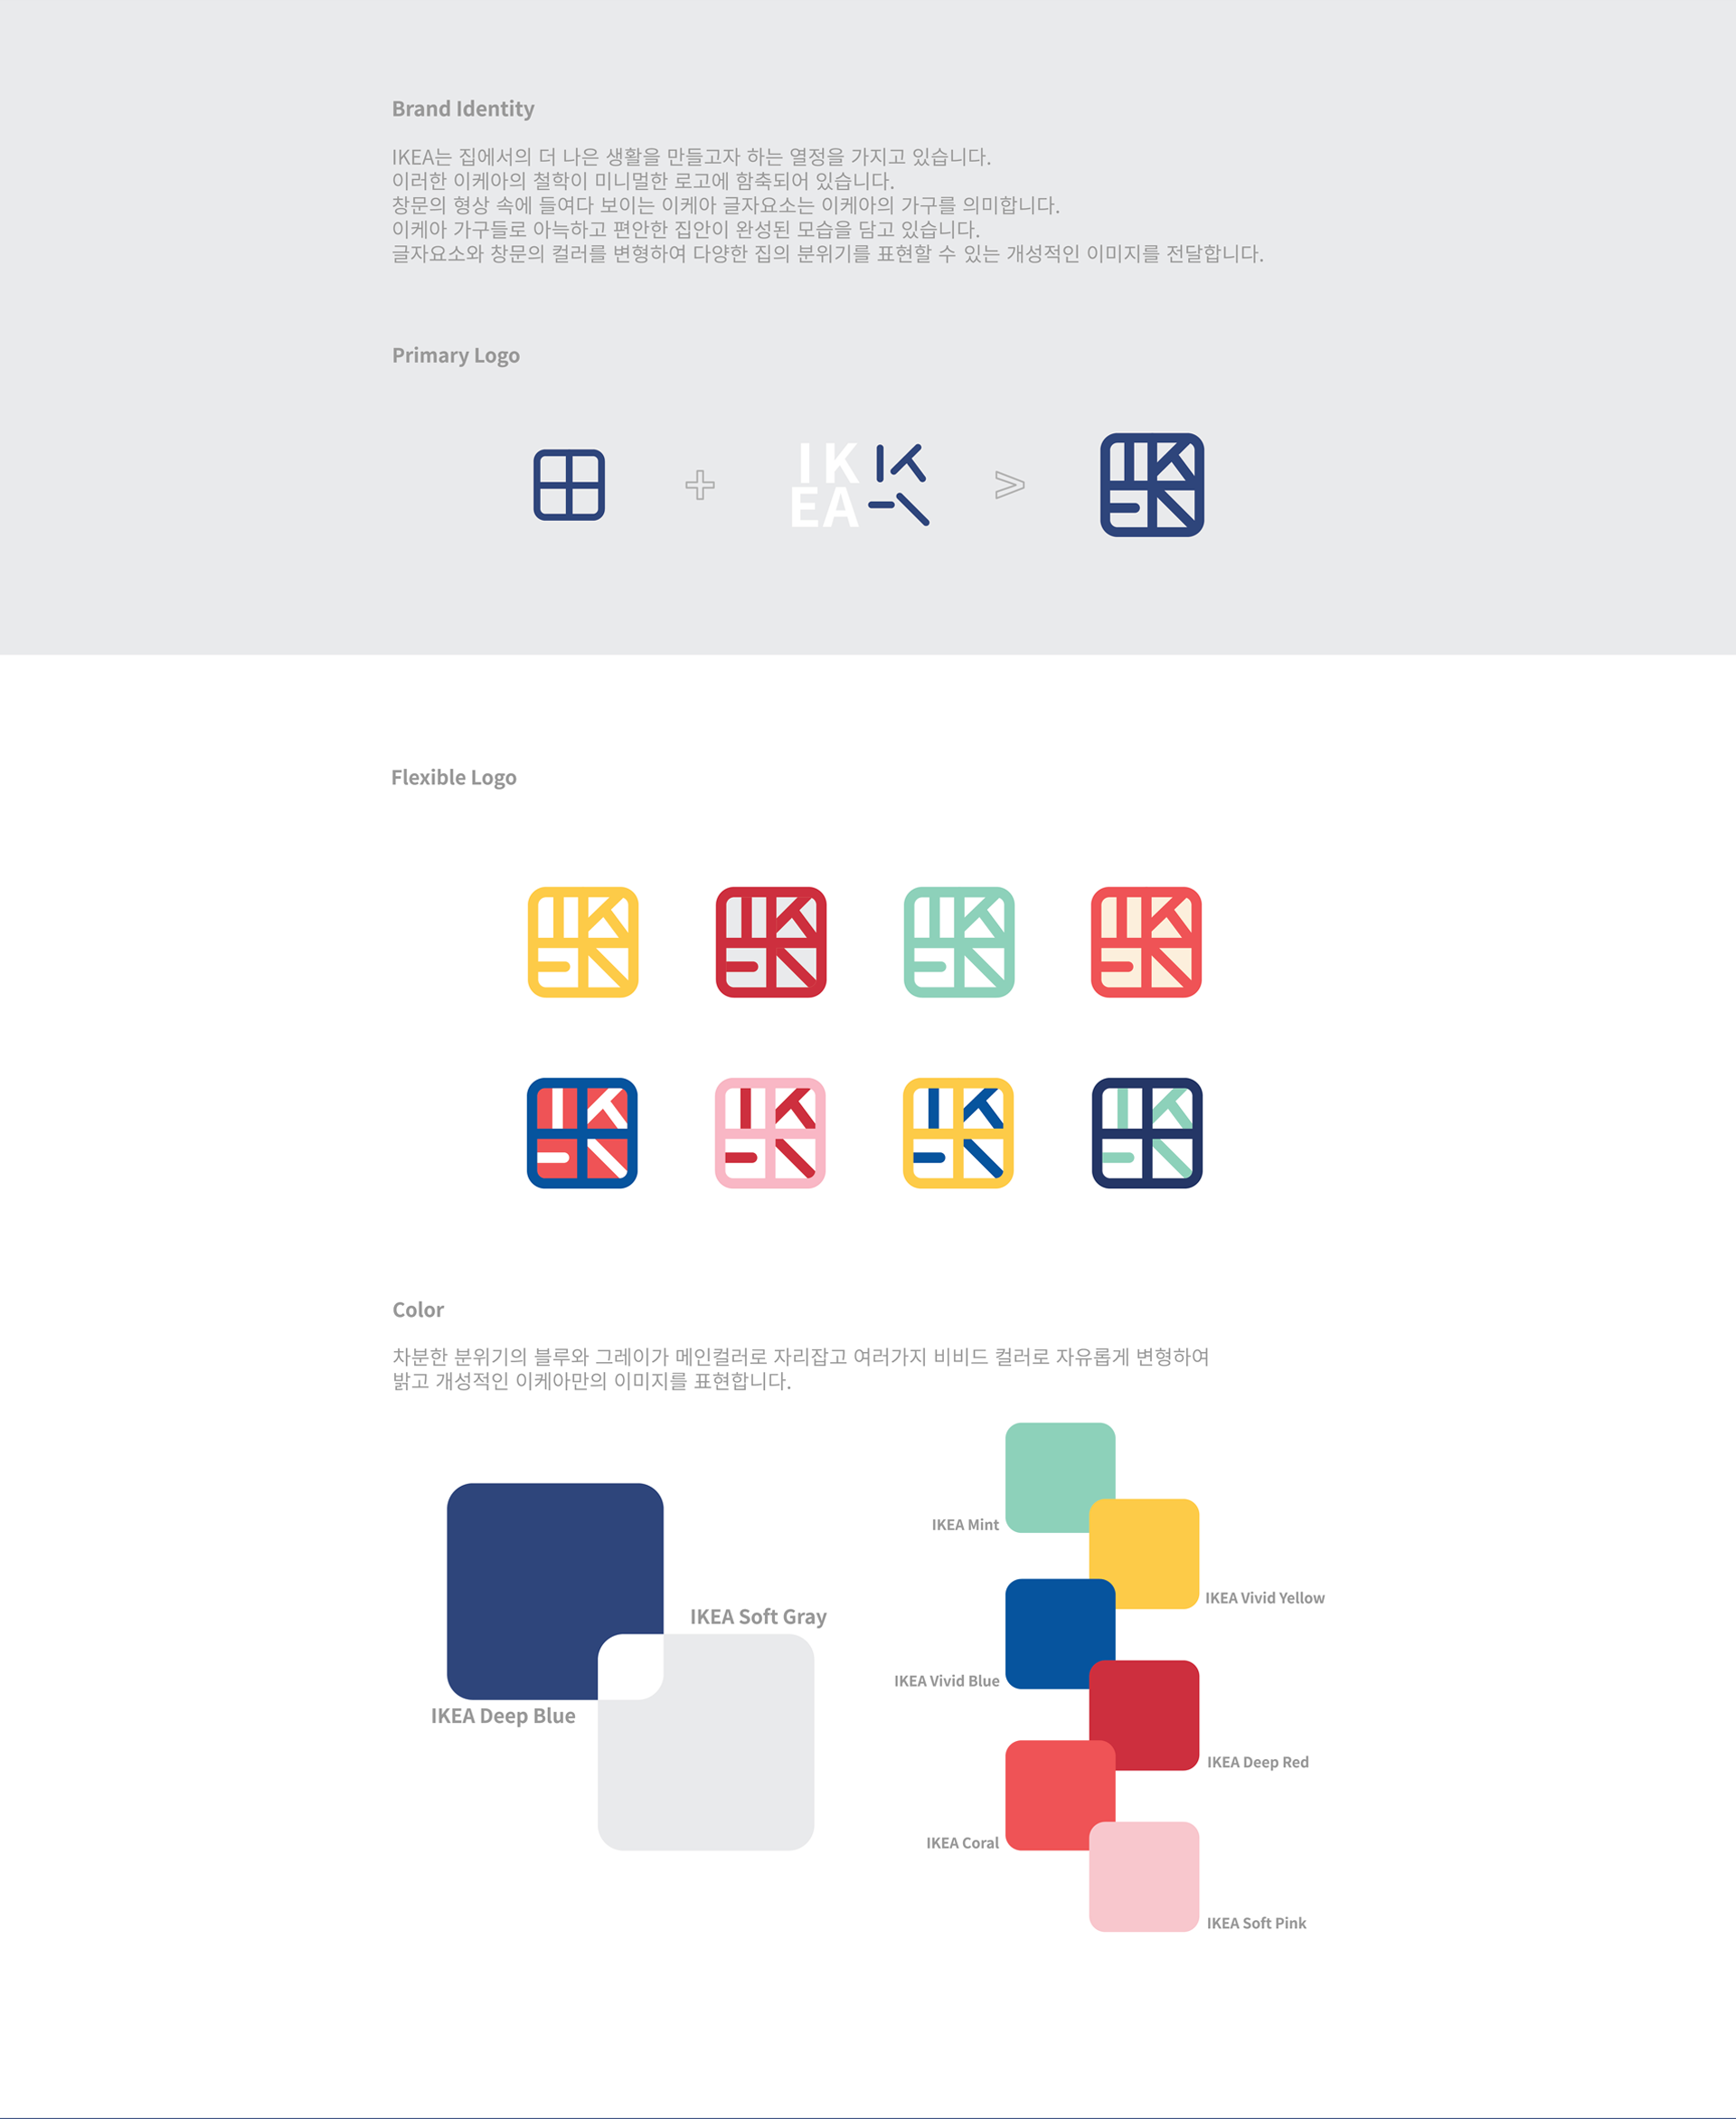 Brand Identity
IKEA는 집에서의 더 나은 생활을 만들고자 하는 열정을 가지고 있습니다.
이러한 이케아의 철학이 미니멀한 로고에 함축되어 있습니다.
창문의 형상 속에 들여다 보이는 이케아 글자요소는 이케아의 가구를 의미합니다.
이케아 가구들로 아늑하고 편안한 집안이 완성된 모습을 담고 있습니다.
글자요소와 창문의 컬러를 변형하여 다양한 집의 분위기를 표현할 수 있는 개성적인 이미지를 전달합니다.
Primary Logo
+
IK
EA
>
Flexible Logo
Color
차분한 분위기의 블루와 그레이가 메인컬러로 자리잡고 여러가지 비비드 컬러로 자유롭게 변형하여
밝고 개성적인 이케아만의 이미지를 표현합니다.
IKEA Mint
IKEA Vivid Yellow
IKEA Soft Gray
IKEA Vivid Blue
IKEA Deep Blue
IKEA Deep Red
IKEA Coral
IKEA Soft Pink